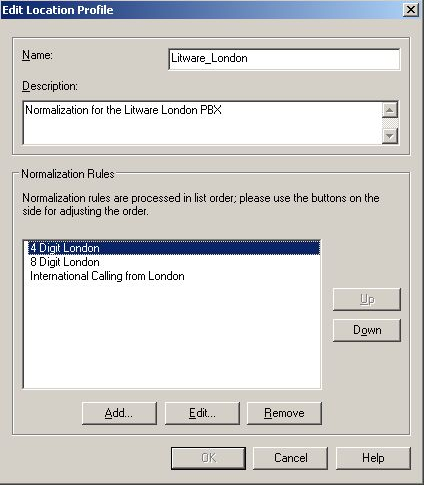 Edit Location Profile
Name: Litware_London
Description:
Normalization for the Litware London PBX
Normalization Rules
Normalization rules are processed in list order; please use the buttons on the
side for adjusting the order.
4 Digit London
8 Digit London
International Calling from London
Up
Down
Add... Edit... Remove
OK Cancel Help